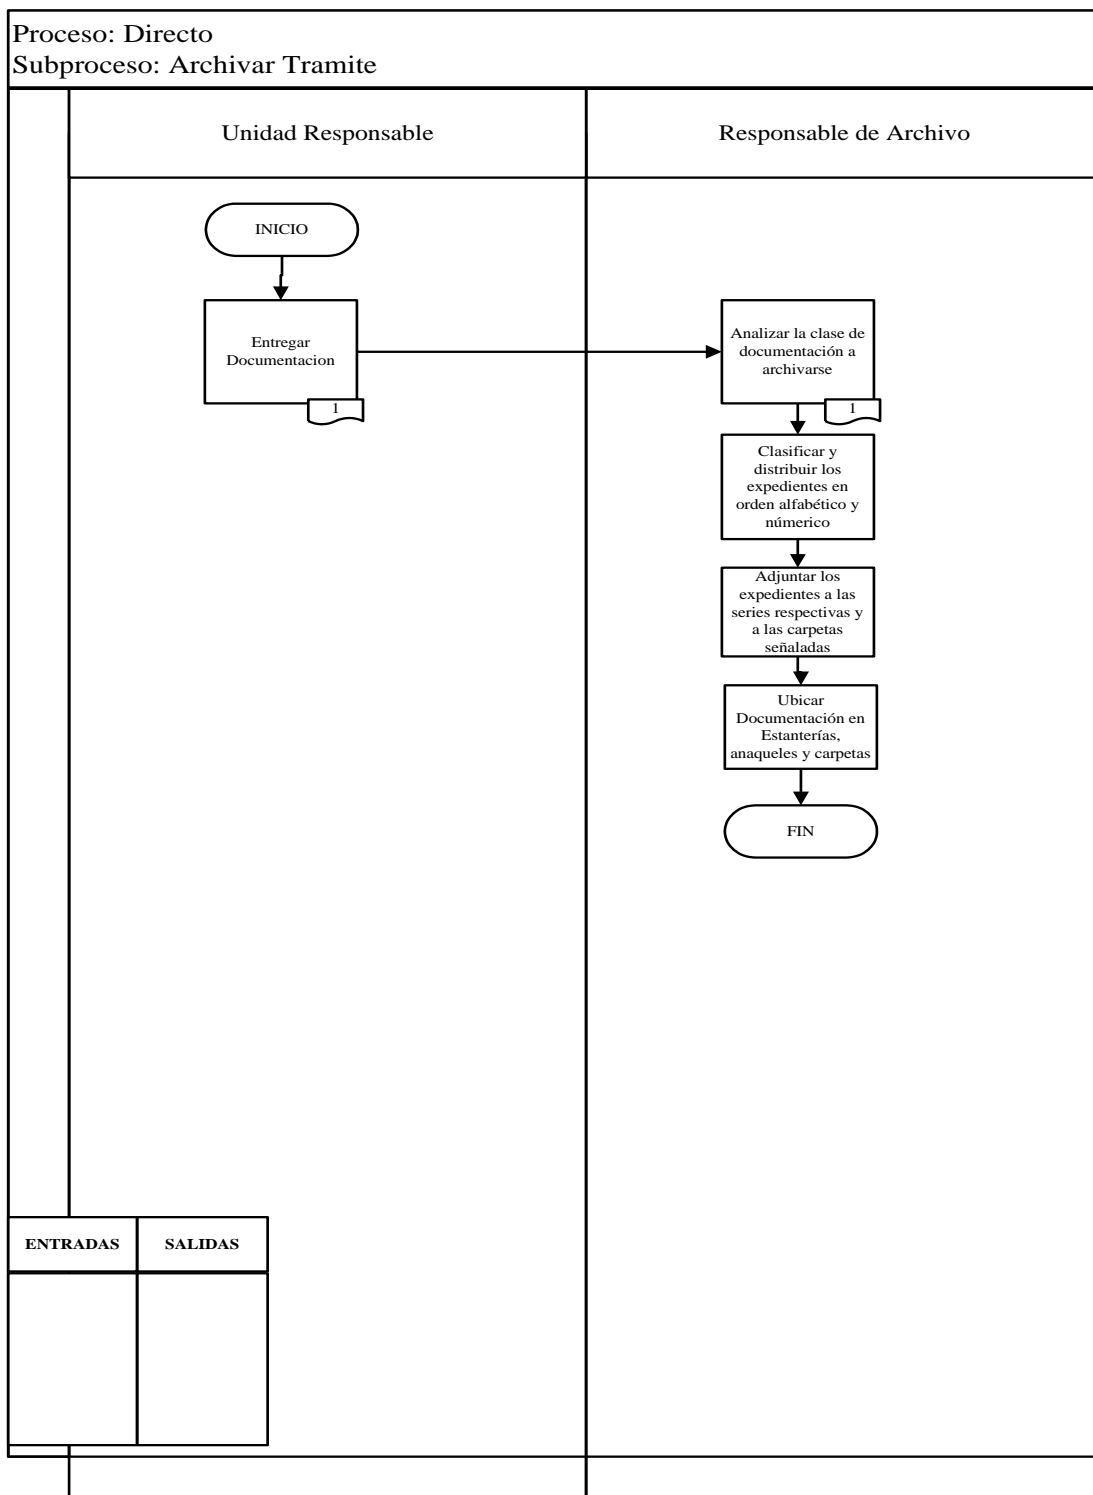 Proceso: Directo
Subproceso: Archivar Tramite
Unidad Responsable
Responsable de Archivo
INICIO
Entregar
Documentacion
1
Analizar la clase de
documentación a
archivarse
1
Clasificar y
distribuir los
expedientes en
orden alfabético y
númerico
Adjuntar los
expedientes a las
series respectivas y
a las carpetas
señaladas
Ubicar
Documentación en
Estanterías,
anaqueles y carpetas
FIN
ENTRADAS
SALIDAS